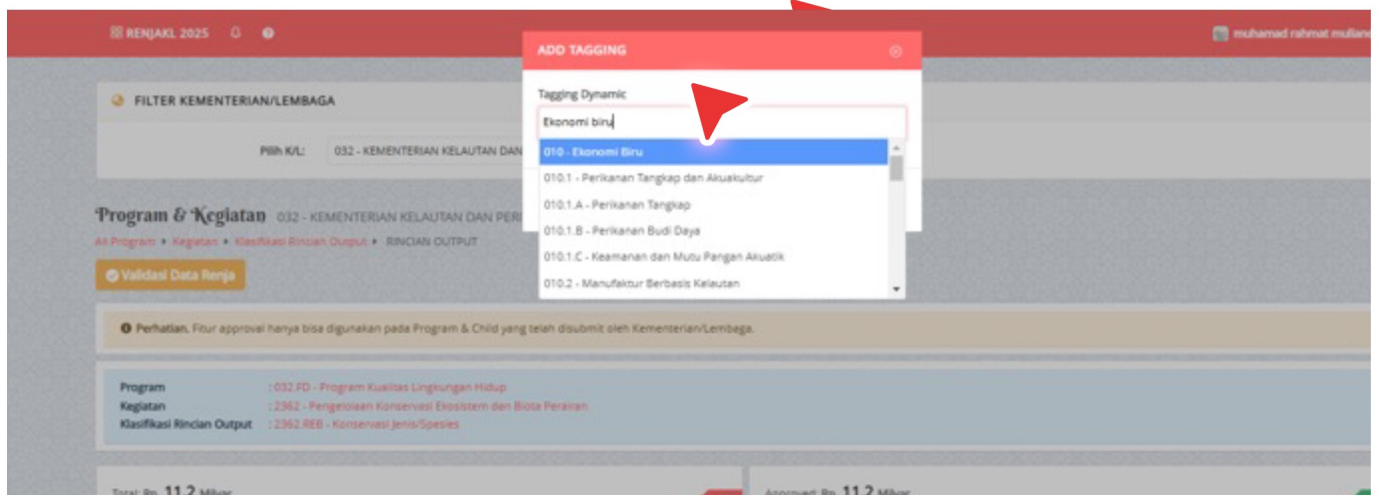 RENJAKL 2025
muhamad rahmat
ADD TAGGING
FILTER KEMENTERIAN/LEMBAGA
Tagging Dynamic
Ekonomi biru
Pilih K/L: 032 - KEMENTERIAN KELAUTAN DAN
010 - Ekonomi Biru
010.1 - Perikanan Tangkap dan Akuakultur
010.1.A - Perikanan Tangkap
010.1.B - Perikanan Budi Daya
010.1.C - Keamanan dan Mutu Pangan Akuatik
010.2 - Manufaktur Berbasis Kelautan
Program & Kegiatan 032 - KEMENTERIAN KELAUTAN DAN PERI
All Program Kegiatan Klasifikasi Rincian Output RINCIAN OUTPUT
Validasi Data Renja
Perhatian. Fitur approval hanya bisa digunakan pada Program & Child yang telah disubmit oleh Kementerian/Lembaga.
Program : 032.FD - Program Kualitas Lingkungan Hidup
Kegiatan : 2362 - Pengelolaan Konservasi Ekosistem dan Biota Perairan
Klasifikasi Rincian Output : 2362.REB - Konservasi Jenis/Spesies
Total: Rp. 11.2 Milyar
Approved: Rp. 11.2 Milyar